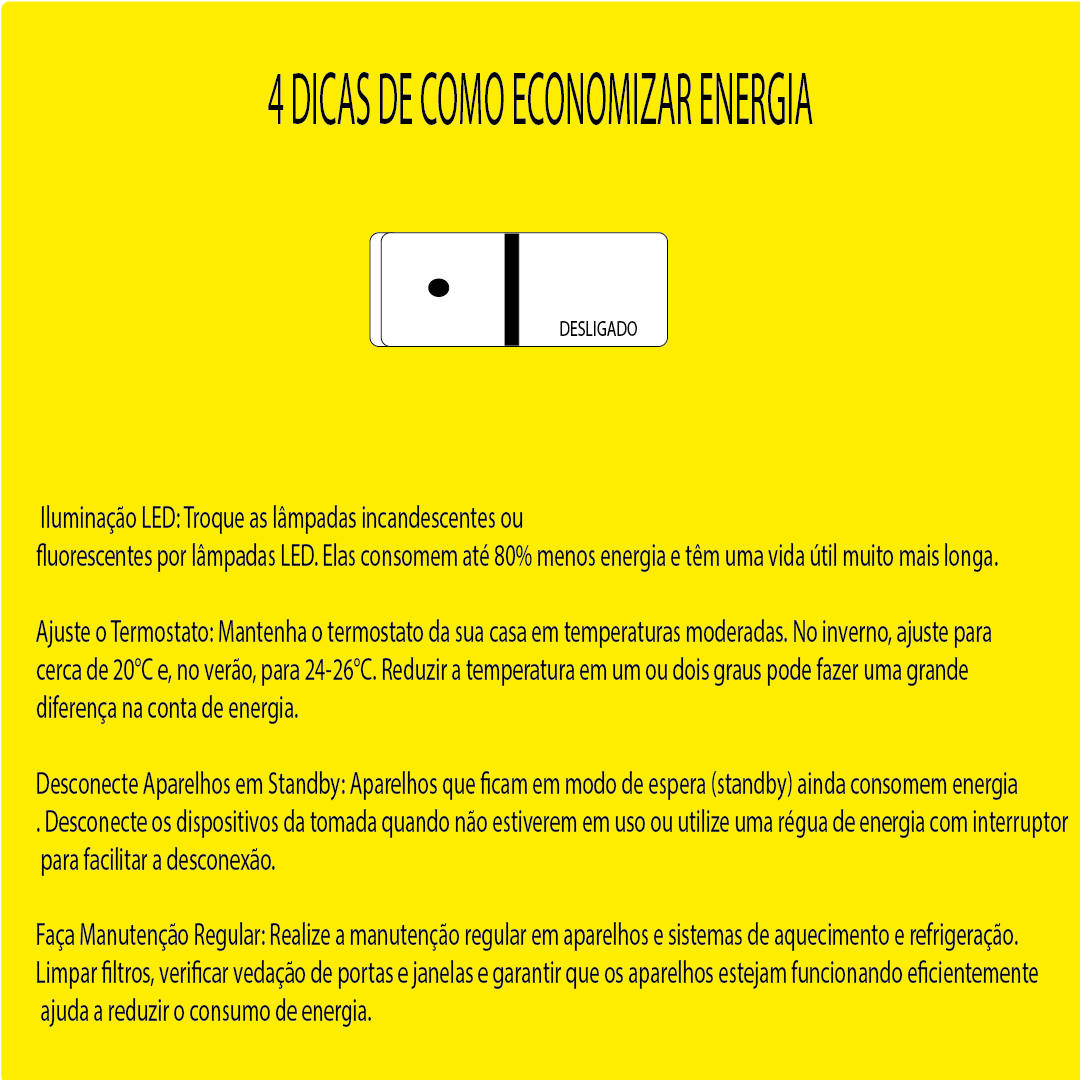 4 DICAS DE COMO ECONOMIZAR ENERGIA
DESLIGADO
Iluminação LED: Troque as lâmpadas incandescentes ou
fluorescentes por lâmpadas LED. Elas consomem até 80% menos energia e têm uma vida útil muito mais longa.
Ajuste o Termostato: Mantenha o termostato da sua casa em temperaturas moderadas. No inverno, ajuste para
cerca de 20°C e, no verão, para 24-26°C. Reduzir a temperatura em um ou dois graus pode fazer uma grande
diferença na conta de energia.
Desconecte Aparelhos em Standby: Aparelhos que ficam em modo de espera (standby) ainda consomem energia
. Desconecte os dispositivos da tomada quando não estiverem em uso ou utilize uma régua de energia com interruptor
para facilitar a desconexão.
Faça Manutenção Regular: Realize a manutenção regular em aparelhos e sistemas de aquecimento e refrigeração.
Limpar filtros, verificar vedação de portas e janelas e garantir que os aparelhos estejam funcionando eficientemente
ajuda a reduzir o consumo de energia.